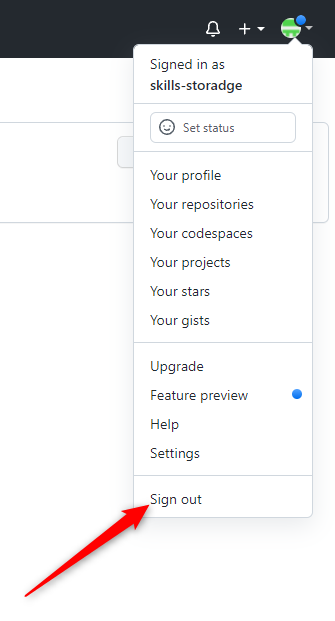 Signed in as
skills-storadge
Set status
Your profile
Your repositories
Your codespaces
Your projects
Your stars
Your gists
Upgrade
Feature preview
Help
Settings
Sign out